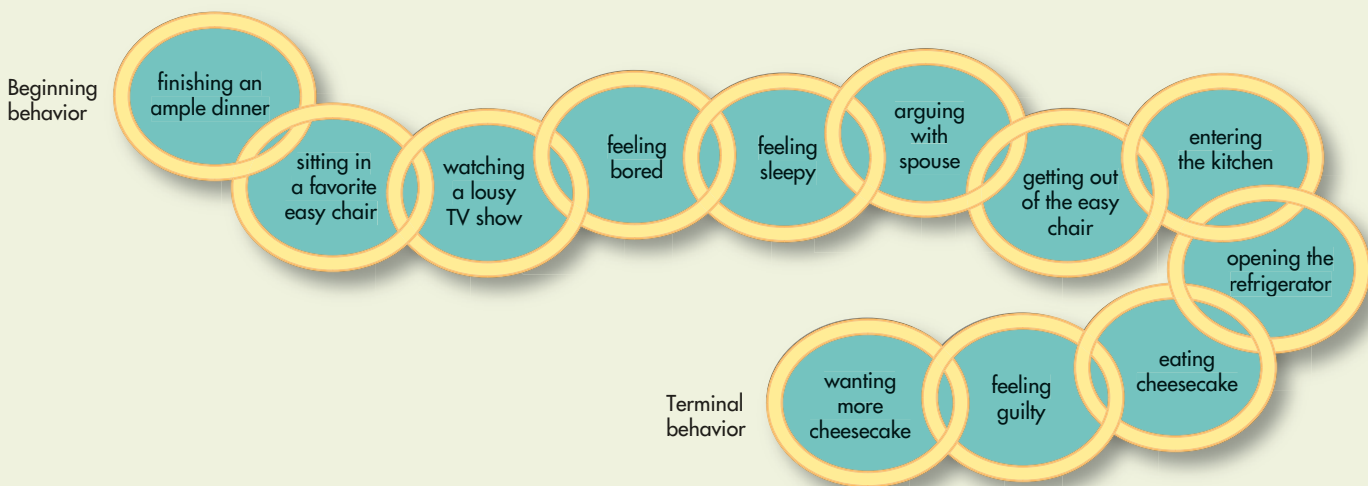 Beginning
behavior
finishing an
ample dinner
sitting in
a favorite
easy chair
watching
a lousy
TV show
feeling
bored
feeling
sleepy
arguing
with
spouse
getting out
of the easy
chair
entering
the kitchen
opening the
refrigerator
eating
cheesecake
feeling
guilty
wanting
more
cheesecake
Terminal
behavior